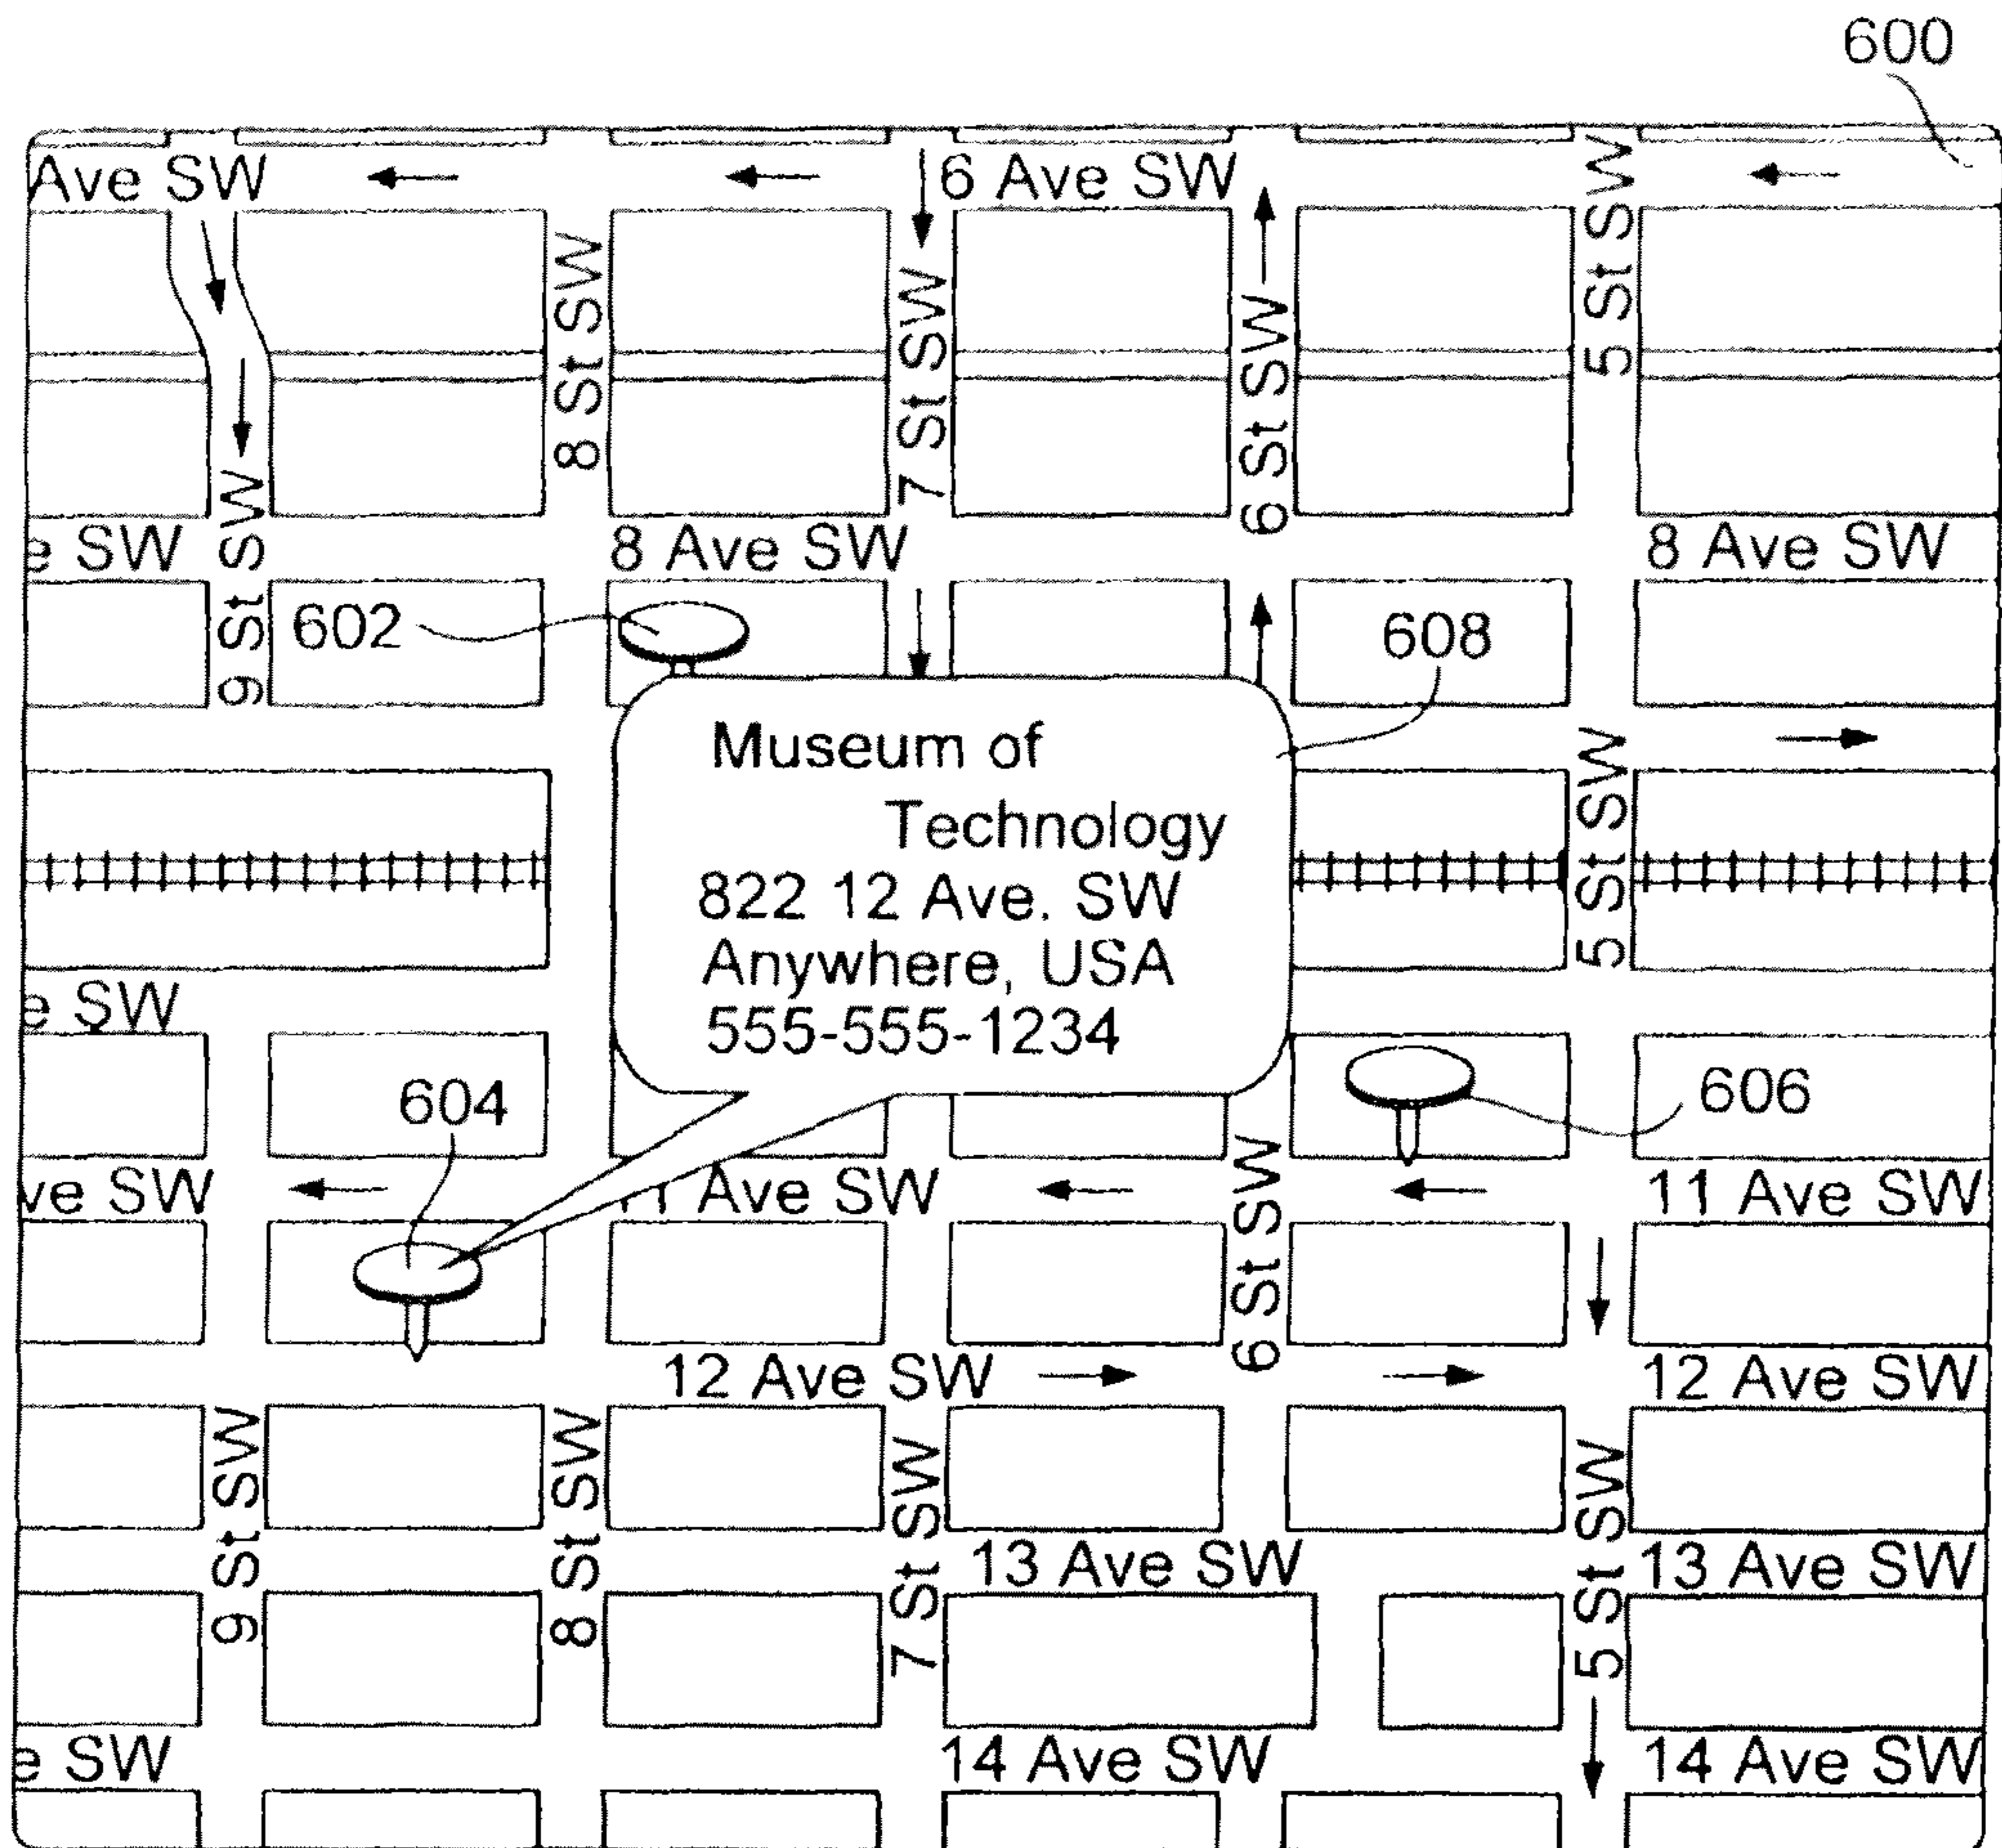 600
Ave SW
6 Ave SW
5 St SW
8 St SW
7 St SW
6 St SW
9 St SW
e SW
8 Ave SW
8 Ave SW
602
608
Museum of
Technology
822 12 Ave. SW
Anywhere, USA
555-555-1234
5 St SW
e SW
604
606
ve SW
1 Ave SW
11 Ave SW
6 St SW
12 Ave SW
12 Ave SW
9 St SW
8 St SW
7 St SW
5 St SW
13 Ave SW
13 Ave SW
e SW
14 Ave SW
14 Ave SW